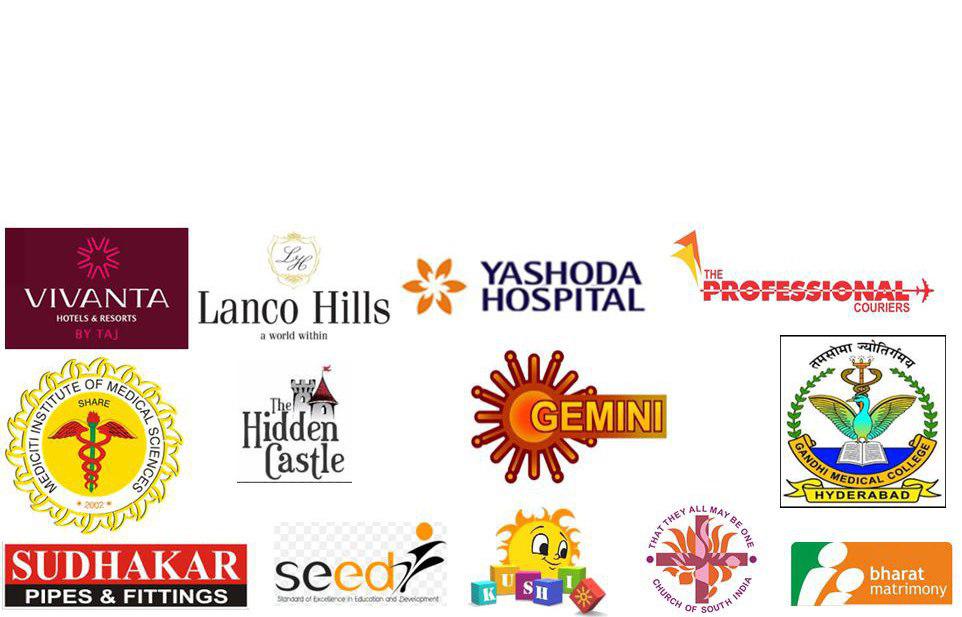 VIVANTA
HOTELS & RESORTS
BY TAJ
LH
Lanco Hills
a world within
YASHODA
HOSPITAL
THE
PROFESSIONAL
COURIERS
MEDICITI INSTITUTE OF MEDICAL SCIENCES
SHARE
* 2002 *
The
Hidden
Castle
GEMINI
तमसोमा ज्योतिर्गमय
GANDHI MEDICAL COLLEGE
HYDERABAD
SUDHAKAR
PIPES & FITTINGS
seed
Standard of Excellence in Education and Development
KUSHI
THAT THEY ALL MAY BE ONE
CHURCH OF SOUTH INDIA
bharat
matrimony